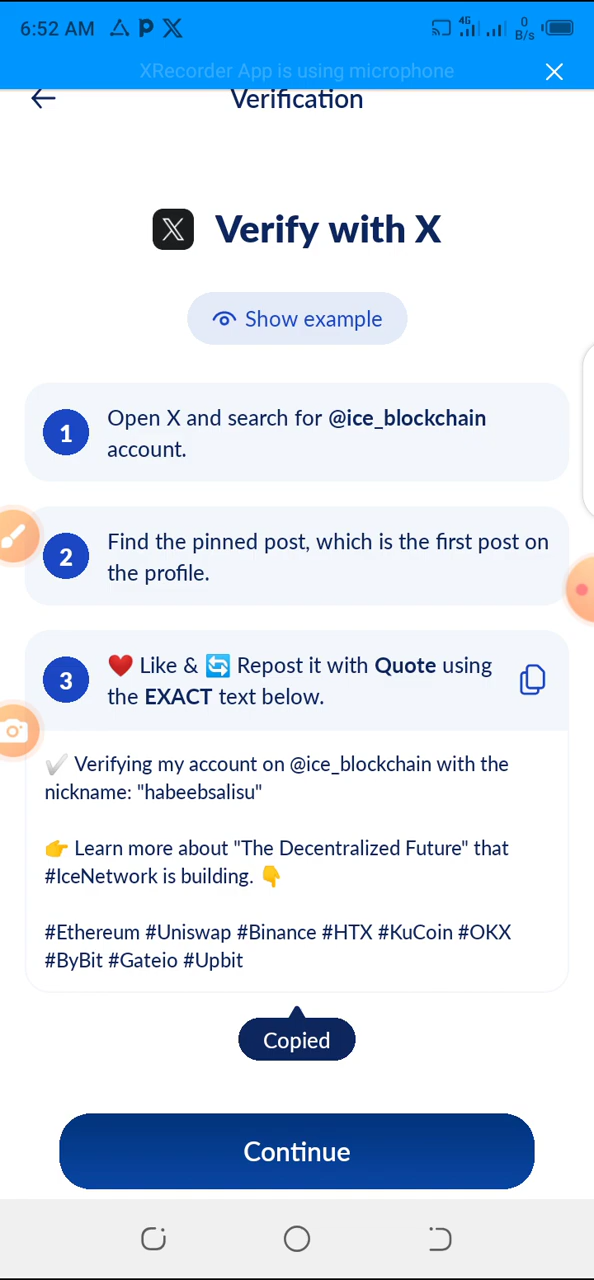 6:52 AM
4G
0
B/s
XRecorder App is using microphone
Verification
Verify with X
Show example
1
Open X and search for @ice_blockchain
account.
2
Find the pinned post, which is the first post on
the profile.
3
❤️ Like & 🔄 Repost it with Quote using
the EXACT text below.
✔️ Verifying my account on @ice_blockchain with the
nickname: "habeebsalisu"
👉 Learn more about "The Decentralized Future" that
#IceNetwork is building. 👇
#Ethereum #Uniswap #Binance #HTX #KuCoin #OKX
#ByBit #Gateio #Upbit
Copied
Continue